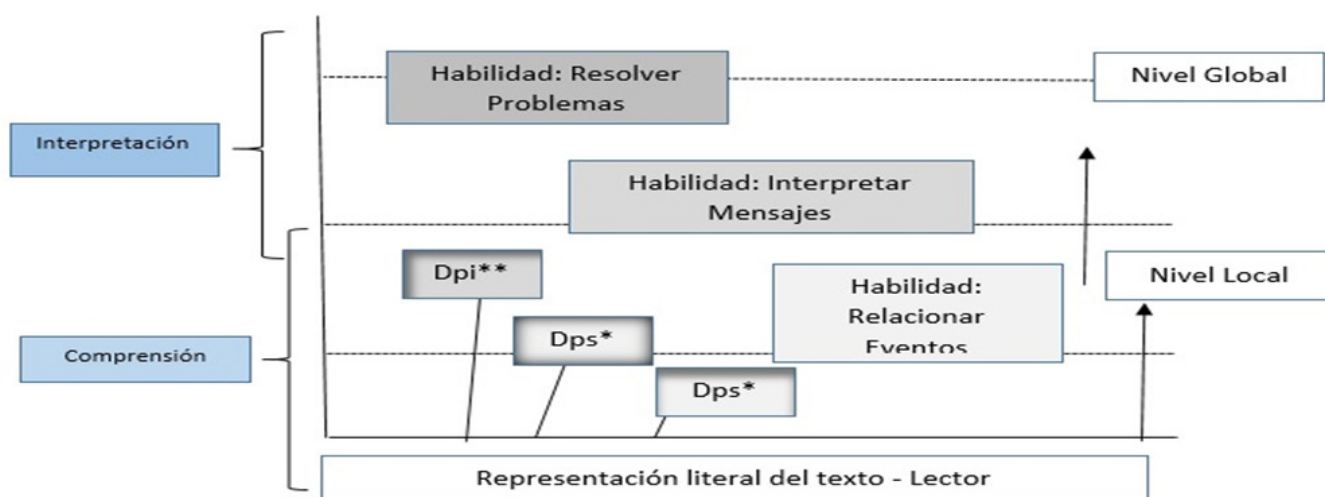 Habilidad: Resolver
Problemas
Nivel Global
Interpretación
Habilidad: Interpretar
Mensajes
Dpi**
Habilidad:
Relacionar
Eventos
Nivel Local
Dps*
Comprensión
Dps*
Representación literal del texto - Lector